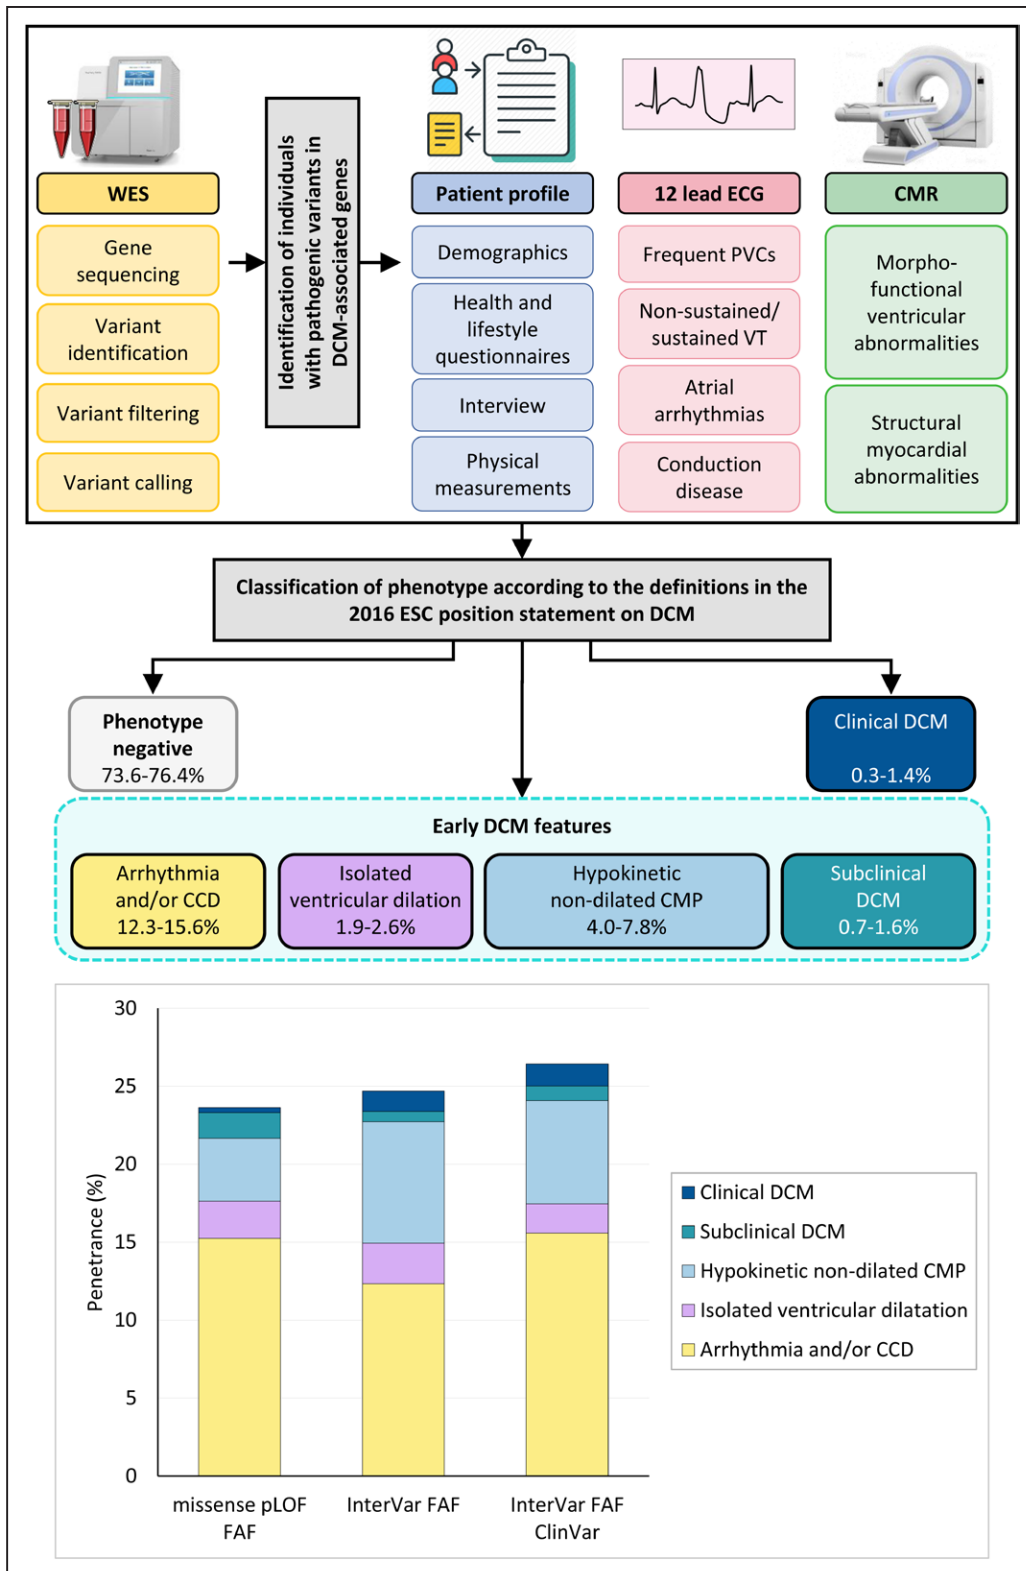 WES
Gene
sequencing
Variant
identification
Variant filtering
Variant calling
Identification of individuals
with pathogenic variants in
DCM-associated genes
Patient profile
Demographics
Health and
lifestyle
questionnaires
Interview
Physical
measurements
12 lead ECG
Frequent PVCs
Non-sustained/
sustained VT
Atrial
arrhythmias
Conduction
disease
CMR
Morpho-
functional
ventricular
abnormalities
Structural
myocardial
abnormalities
Classification of phenotype according to the definitions in the
2016 ESC position statement on DCM
Phenotype
negative
73.6-76.4%
Clinical DCM
0.3-1.4%
Early DCM features
Arrhythmia
and/or CCD
12.3-15.6%
Isolated
ventricular dilation
1.9-2.6%
Hypokinetic
non-dilated CMP
4.0-7.8%
Subclinical
DCM
0.7-1.6%
Penetrance (%)
30
25
20
15
10
5
0
missense pLOF
FAF
InterVar FAF
InterVar FAF
ClinVar
Clinical DCM
Subclinical DCM
Hypokinetic non-dilated CMP
Isolated ventricular dilatation
Arrhythmia and/or CCD